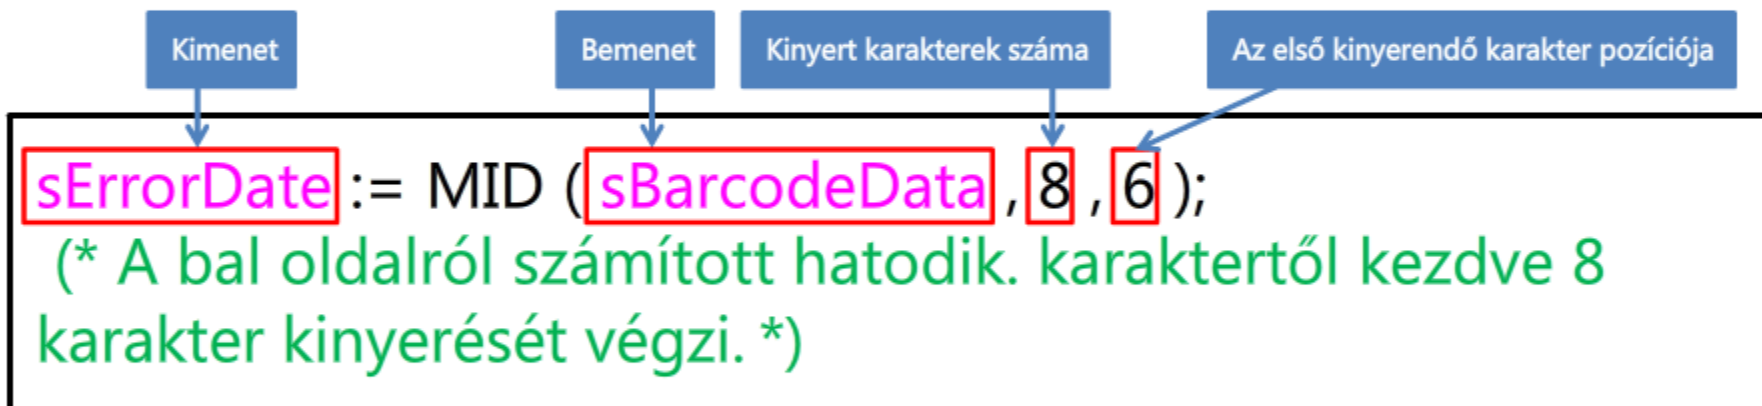 Kimenet
Bemenet
Kinyert karakterek száma
Az első kinyerendő karakter pozíciója
sErrorDate := MID ( sBarcodeData , 8 , 6 );
(* A bal oldalról számított hatodik. karaktertől kezdve 8
karakter kinyerését végzi. *)